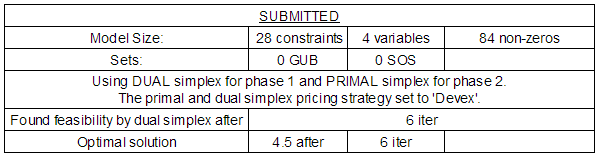 SUBMITTED
Model Size: 28 constraints 4 variables 84 non-zeros
Sets: 0 GUB 0 SOS
Using DUAL simplex for phase 1 and PRIMAL simplex for phase 2.
The primal and dual simplex pricing strategy set to 'Devex'.
Found feasibility by dual simplex after 6 iter
Optimal solution 4.5 after 6 iter